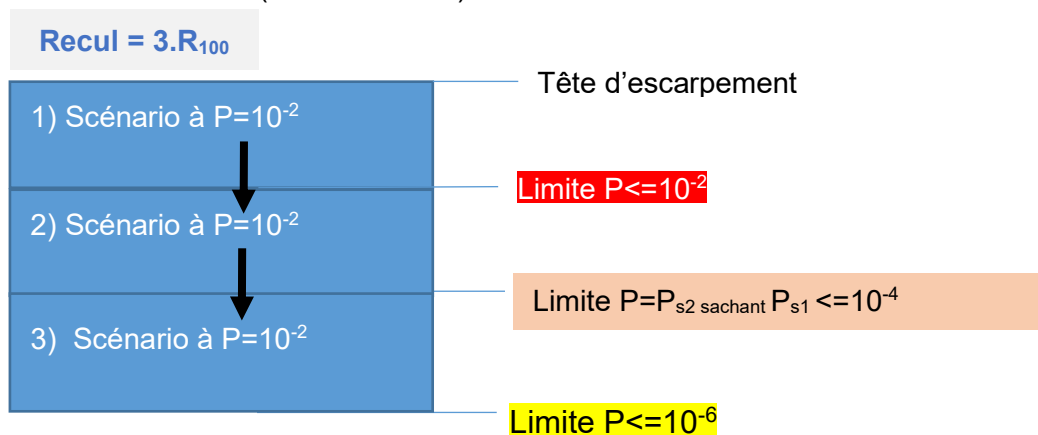 Recul = 3.R₁₀₀
Tête d'escarpement
1) Scénario à P=10⁻²
Limite P<=10⁻²
2) Scénario à P=10⁻²
Limite P=Pₛ₂ ₛₐcₕₐₙₜ Pₛ₁ <=10⁻⁴
3) Scénario à P=10⁻²
Limite P<=10⁻⁶